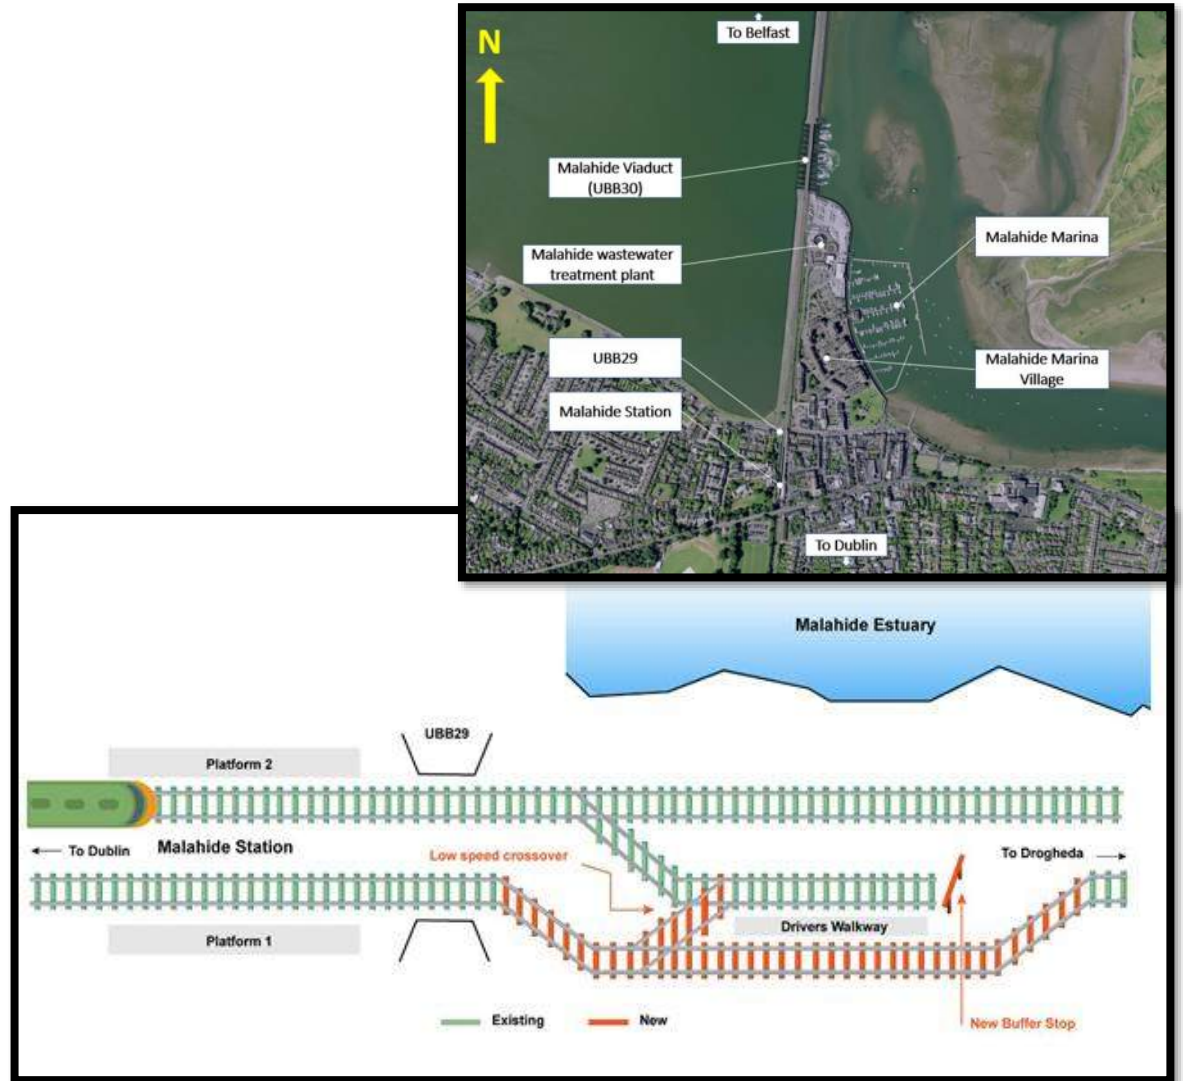 To Belfast
N
Malahide Viaduct
(UBB30)
Malahide Marina
Malahide wastewater
treatment plant
UBB29
Malahide Marina
Village
Malahide Station
To Dublin
Malahide Estuary
UBB29
Platform 2
To Dublin
Malahide Station
Low speed crossover
To Drogheda
Drivers Walkway
Platform 1
Existing
New
New Buffer Stop